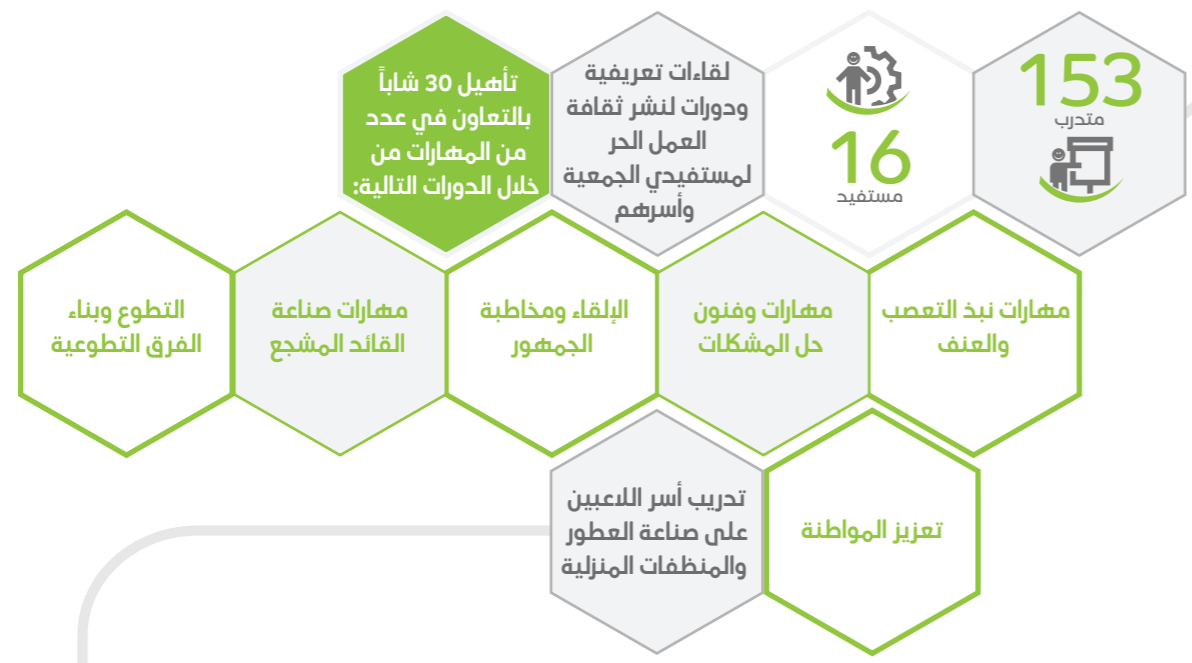 153
متدرب
16
مستفيد
لقاءات تعريفية
ودورات لنشر ثقافة
العمل الحر
لمستفيدي الجمعية
وأسرهم
تأهيل 30 شاباً
بالتعاون في عدد
من المهارات من
خلال الدورات التالية:
مهارات نبذ التعصب
والعنف
مهارات وفنون
حل المشكلات
الإلقاء ومخاطبة
الجمهور
مهارات صناعة
القائد المشجع
التطوع وبناء
الفرق التطوعية
تعزيز المواطنة
تدريب أسر اللاعبين
على صناعة العطور
والمنظفات المنزلية